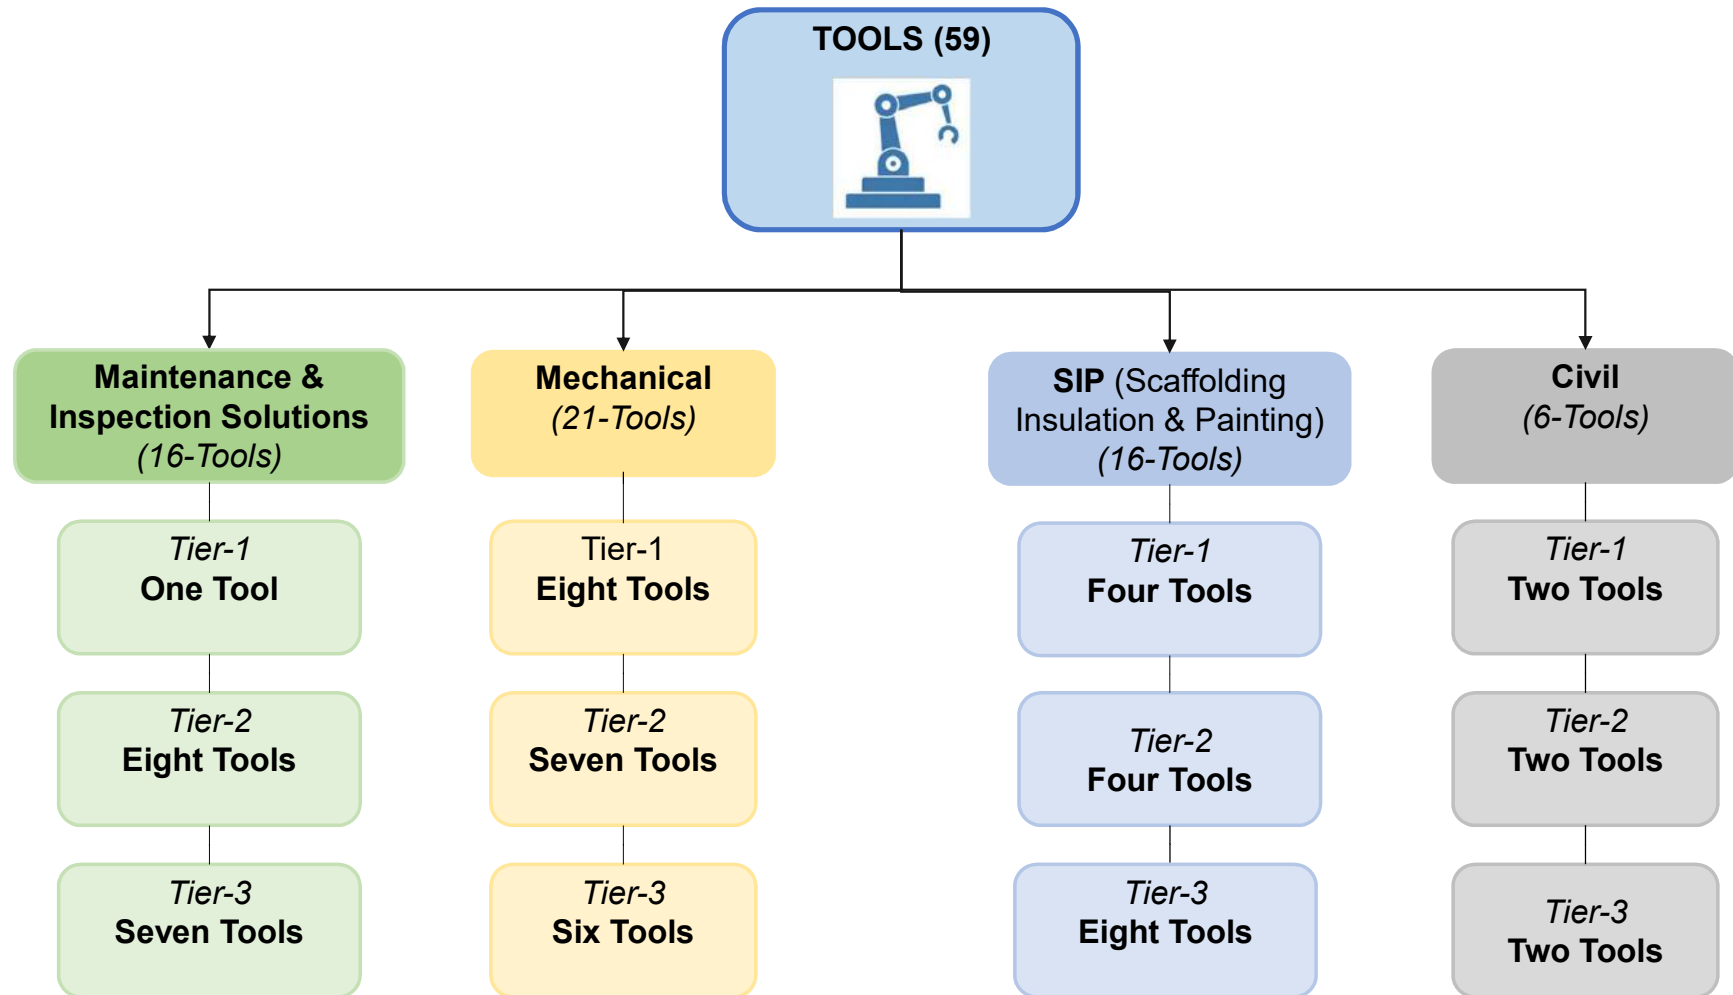 TOOLS (59)
Maintenance &
Inspection Solutions
(16-Tools)
Tier-1
One Tool
Tier-2
Eight Tools
Tier-3
Seven Tools
Mechanical
(21-Tools)
Tier-1
Eight Tools
Tier-2
Seven Tools
Tier-3
Six Tools
SIP (Scaffolding
Insulation & Painting)
(16-Tools)
Tier-1
Four Tools
Tier-2
Four Tools
Tier-3
Eight Tools
Civil
(6-Tools)
Tier-1
Two Tools
Tier-2
Two Tools
Tier-3
Two Tools